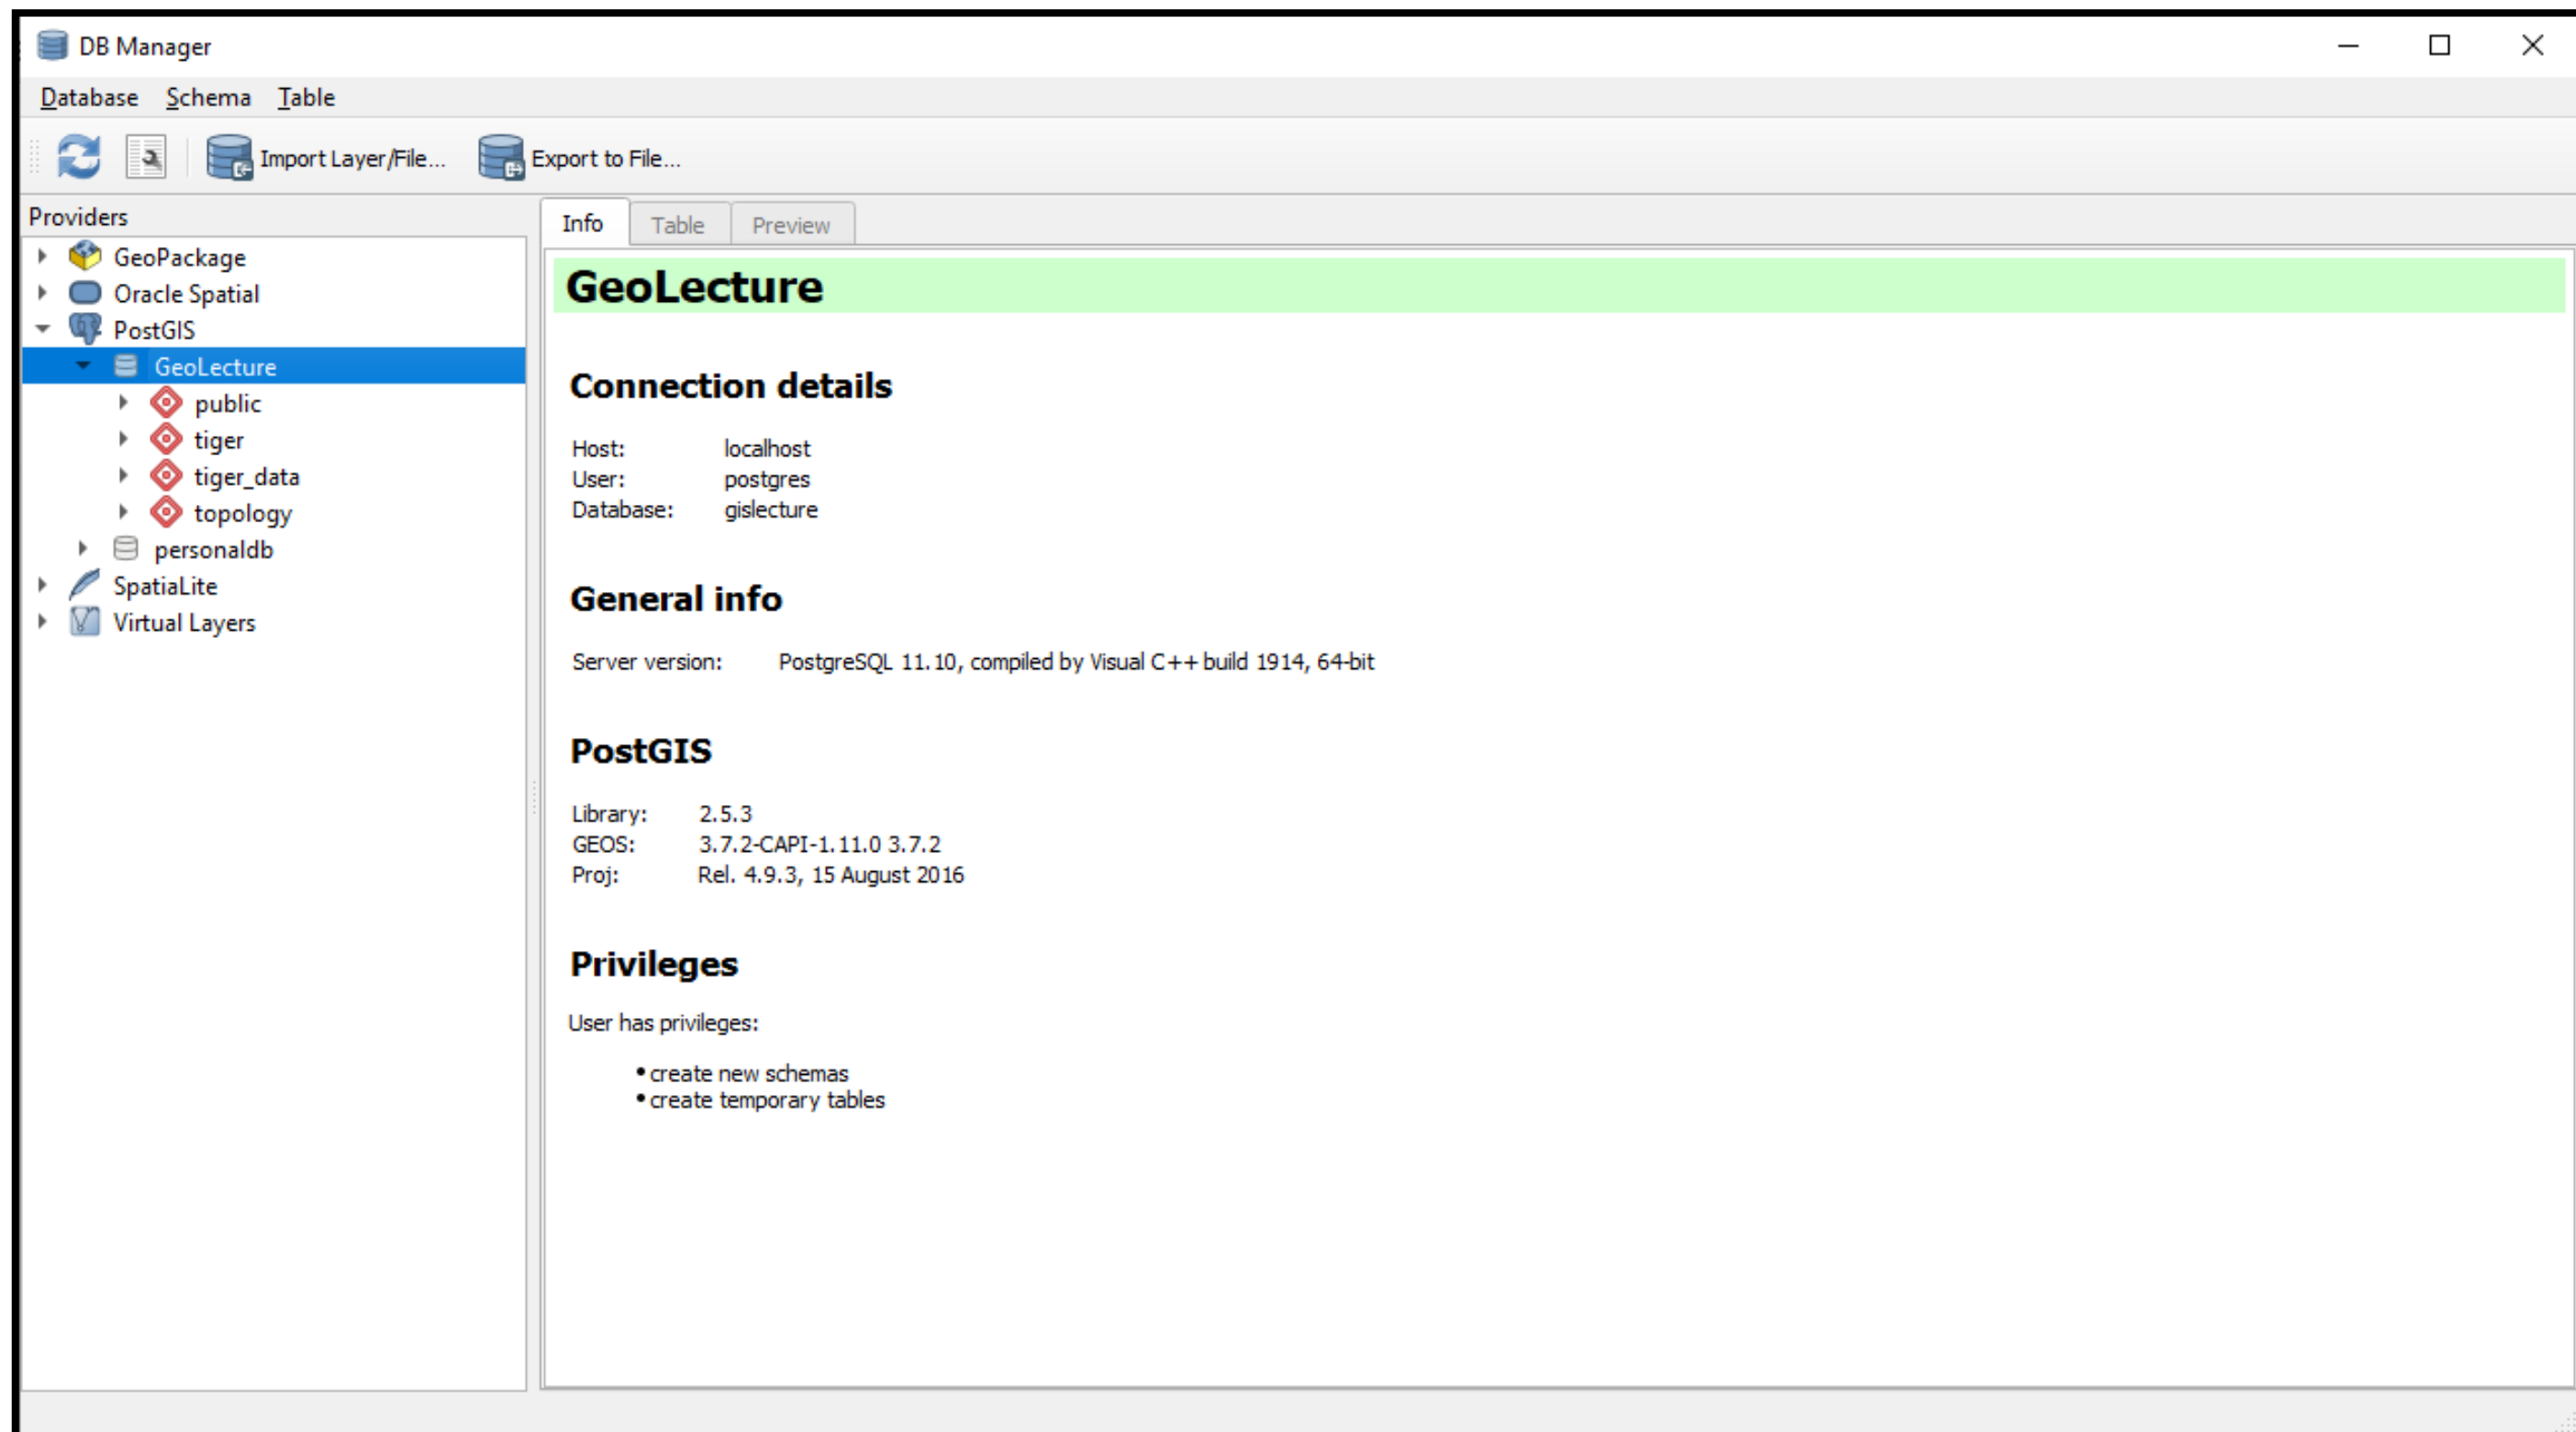 DB Manager
Database Schema Table
Import Layer/File... Export to File...
Providers
GeoPackage
Oracle Spatial
PostGIS
GeoLecture
public
tiger
tiger_data
topology
personaldb
SpatiaLite
Virtual Layers
Info Table Preview
GeoLecture
Connection details
Host: localhost
User: postgres
Database: gislecture
General info
Server version: PostgreSQL 11.10, compiled by Visual C++ build 1914, 64-bit
PostGIS
Library: 2.5.3
GEOS: 3.7.2-CAPI-1.11.0 3.7.2
Proj: Rel. 4.9.3, 15 August 2016
Privileges
User has privileges:
• create new schemas
• create temporary tables